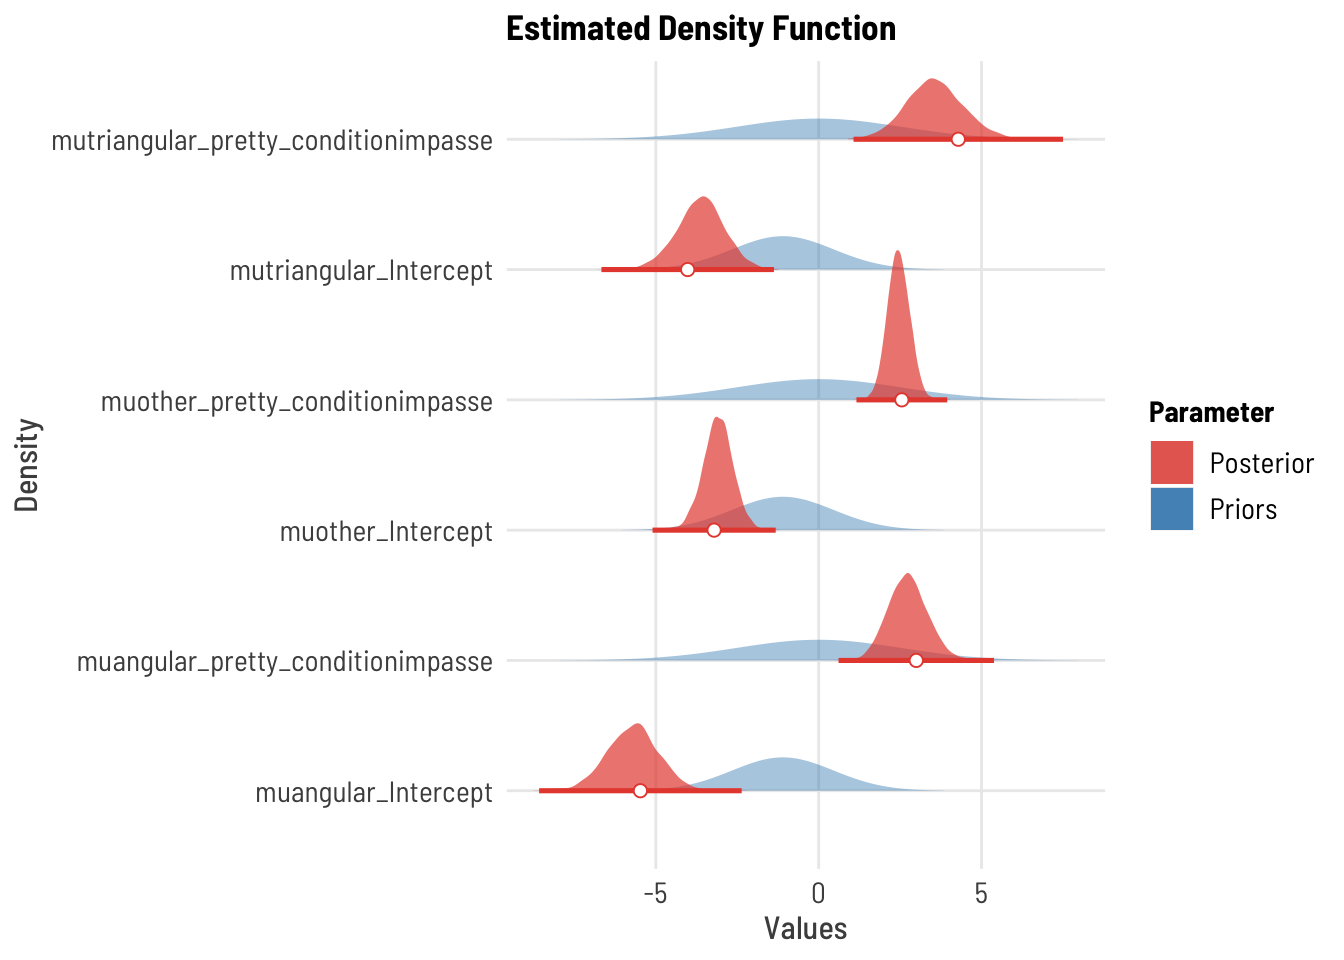 Estimated Density Function
mutriangular_pretty_conditionimpasse
mutriangular_Intercept
muother_pretty_conditionimpasse
muother_Intercept
muangular_pretty_conditionimpasse
muangular_Intercept
Density
-5 0 5
Values
Parameter
Posterior
Priors